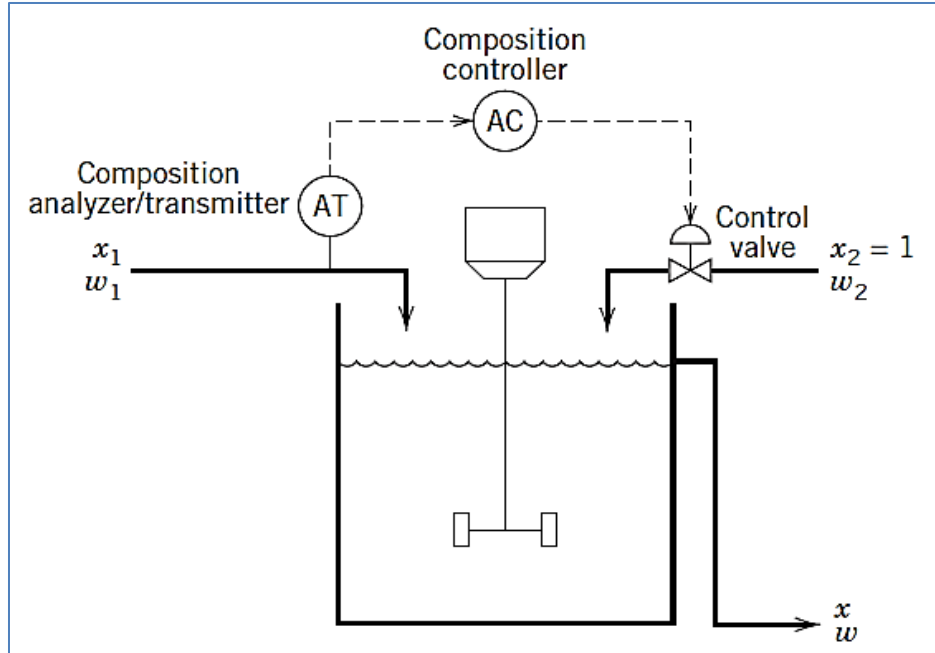 Composition
controller
AC
Composition
analyzer/transmitter
AT
Control
valve
x₁
w₁
x₂ = 1
w₂
x
w